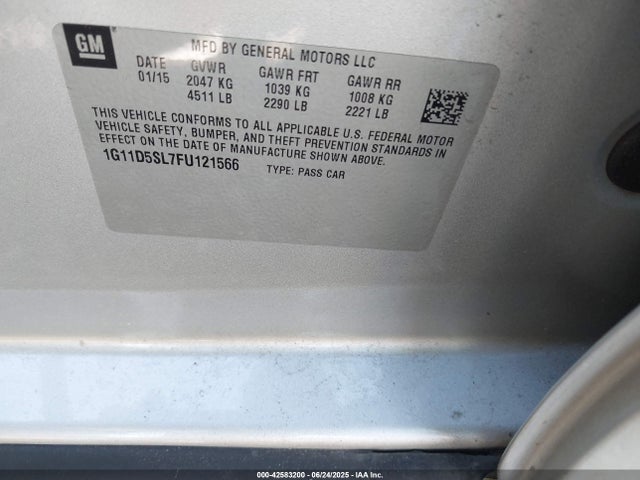 GM
MFD BY GENERAL MOTORS LLC
DATE GVWR GAWR FRT GAWR RR
01/15 2047 KG 1039 KG 1008 KG
4511 LB 2290 LB 2221 LB
THIS VEHICLE CONFORMS TO ALL APPLICABLE U.S. FEDERAL MOTOR
VEHICLE SAFETY, BUMPER, AND THEFT PREVENTION STANDARDS IN
EFFECT ON THE DATE OF MANUFACTURE SHOWN ABOVE.
1G11D5SL7FU121566 TYPE: PASS CAR
000-42583200 - 06/24/2025 - IAAI.com